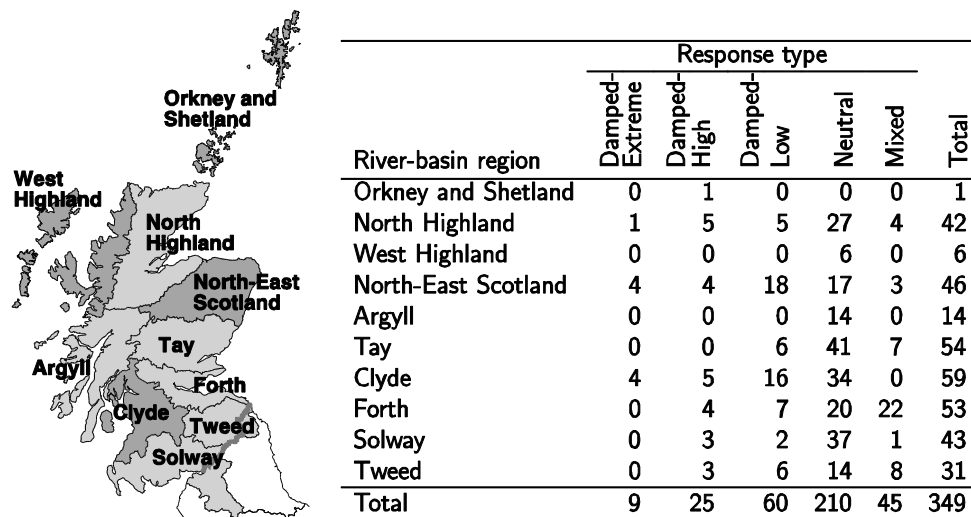 Orkney and
Shetland
West
Highland
North
Highland
North-East
Scotland
Tay
Argyll
Forth
Clyde
Tweed
Solway
Response type
River-basin region Damped-Extreme Damped-High Damped-Low Neutral Mixed Total
Orkney and Shetland 0 1 0 0 0 1
North Highland 1 5 5 27 4 42
West Highland 0 0 0 6 0 6
North-East Scotland 4 4 18 17 3 46
Argyll 0 0 0 14 0 14
Tay 0 0 6 41 7 54
Clyde 4 5 16 34 0 59
Forth 0 4 7 20 22 53
Solway 0 3 2 37 1 43
Tweed 0 3 6 14 8 31
Total 9 25 60 210 45 349